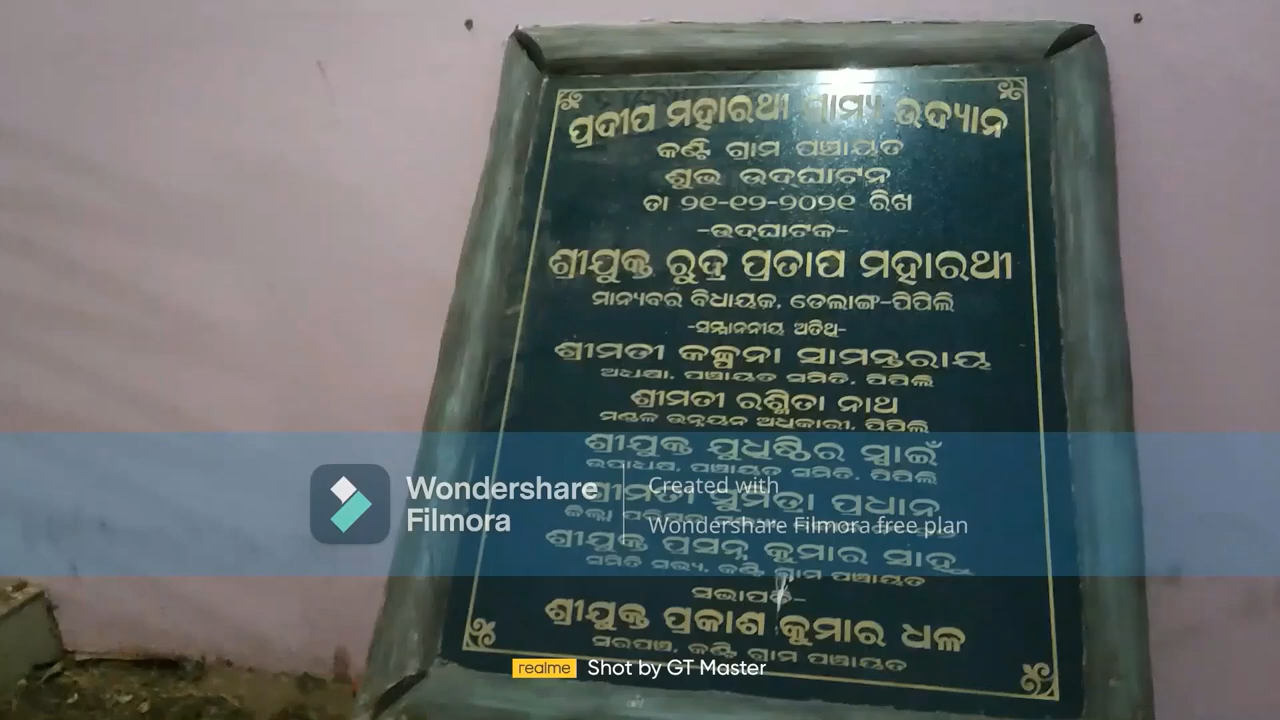 ପ୍ରଦୀପ ମହାରଥୀ ଗ୍ରାମ୍ୟ ଉଦ୍ୟାନ
କଣ୍ଟି ଗ୍ରାମ ପଞ୍ଚାୟତ
ଶୁଭ ଉଦ୍‌ଘାଟନ
ତା ୨୧-୧୨-୨୦୨୧ ରିଖ
-ଉଦ୍‌ଘାଟକ-
ଶ୍ରୀଯୁକ୍ତ ରୁଦ୍ର ପ୍ରତାପ ମହାରଥୀ
ମାନ୍ୟବର ବିଧାୟକ, ଡେଲାଙ୍ଗ-ପିପିଲି
-ସମ୍ମାନନୀୟ ଅତିଥି-
ଶ୍ରୀମତୀ କଳ୍ପନା ସାମନ୍ତରାୟ
ଅଧ୍ୟକ୍ଷା, ପଞ୍ଚାୟତ ସମିତି, ପିପିଲି
ଶ୍ରୀମତୀ ରଶ୍ମିତା ନାଥ
ମଣ୍ଡଳ ଉନ୍ନୟନ ଅଧିକାରୀ, ପିପିଲି
ଶ୍ରୀଯୁକ୍ତ ଯୁଧିଷ୍ଠିର ସ୍ୱାଇଁ
ଉପାଧ୍ୟକ୍ଷ, ପଞ୍ଚାୟତ ସମିତି, ପିପିଲି
Wondershare
Filmora
Created with
Wondershare Filmora free plan
ଶ୍ରୀମତୀ ସୁମିତ୍ରା ପ୍ରଧାନ
ଜିଲ୍ଲା
ଶ୍ରୀଯୁକ୍ତ ପ୍ରସନ୍ନ କୁମାର ସାହୁ
ସମିତି ସଭ୍ୟ, କଣ୍ଟି ଗ୍ରାମ ପଞ୍ଚାୟତ
ସଭାପତି-
ଶ୍ରୀଯୁକ୍ତ ପ୍ରକାଶ କୁମାର ଧଳ
ସରପଞ୍ଚ, କଣ୍ଟି ଗ୍ରାମ ପଞ୍ଚାୟତ
realme Shot by GT Master